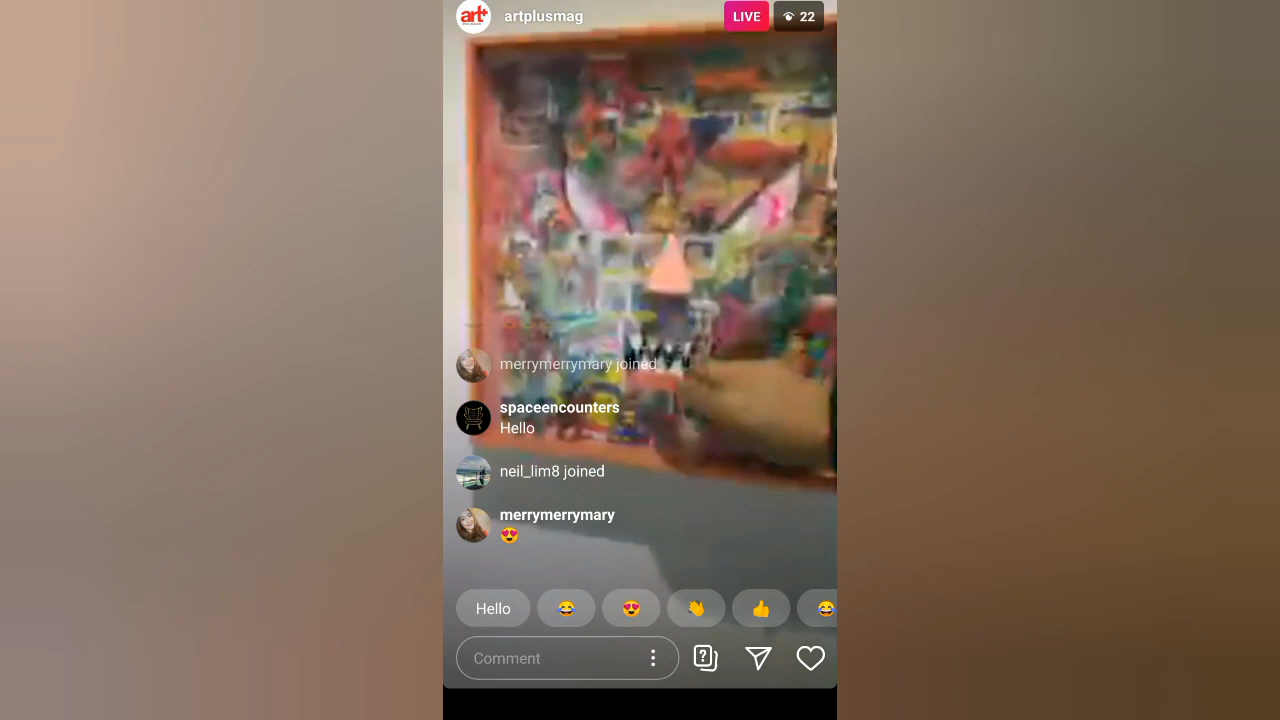 art+
artplusmag
LIVE
22
merrymerrymary joined
spaceencounters
Hello
neil_lim8 joined
merrymerrymary
😍
Hello 😂 😍 👋 👍 😂
Comment